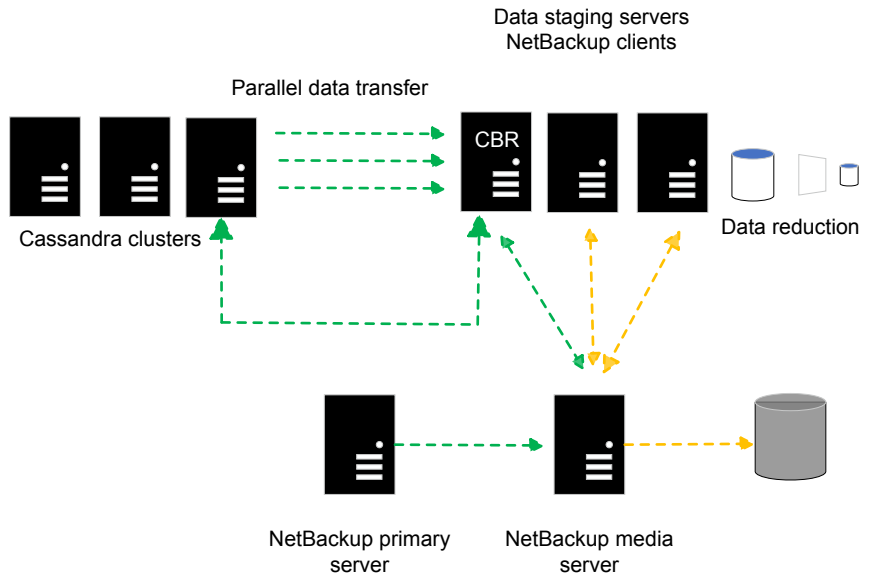 Data staging servers
NetBackup clients
Parallel data transfer
CBR
Cassandra clusters
Data reduction
NetBackup primary
server
NetBackup media
server